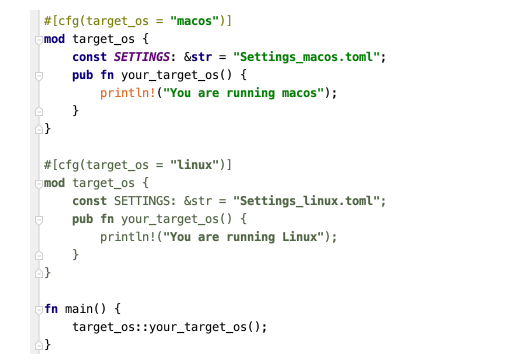 #[cfg(target_os = "macos")]
mod target_os {
    const SETTINGS: &str = "Settings_macos.toml";
    pub fn your_target_os() {
        println!("You are running macos");
    }
}

#[cfg(target_os = "linux")]
mod target_os {
    const SETTINGS: &str = "Settings_linux.toml";
    pub fn your_target_os() {
        println!("You are running Linux");
    }
}

fn main() {
    target_os::your_target_os();
}